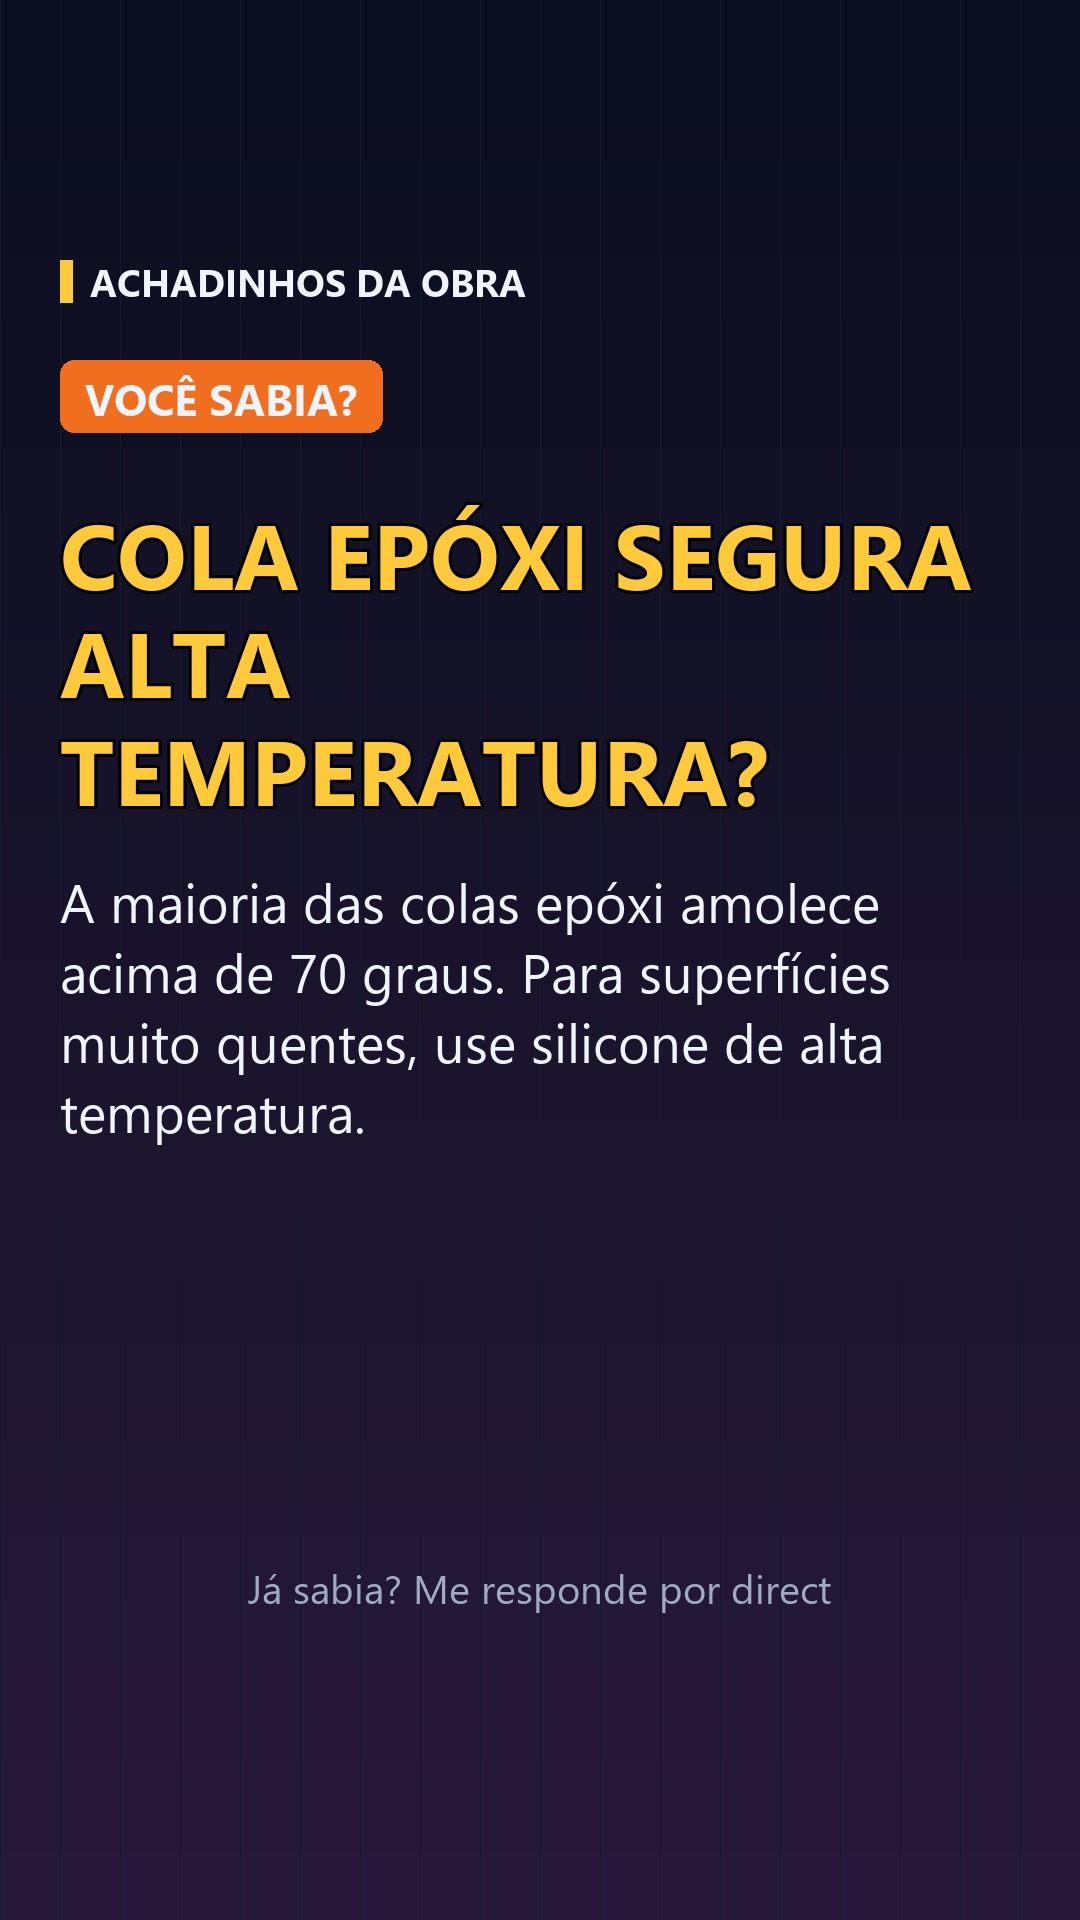 ACHADINHOS DA OBRA
VOCÊ SABIA?
COLA EPÓXI SEGURA
ALTA
TEMPERATURA?
A maioria das colas epóxi amolece
acima de 70 graus. Para superfícies
muito quentes, use silicone de alta
temperatura.
Já sabia? Me responde por direct